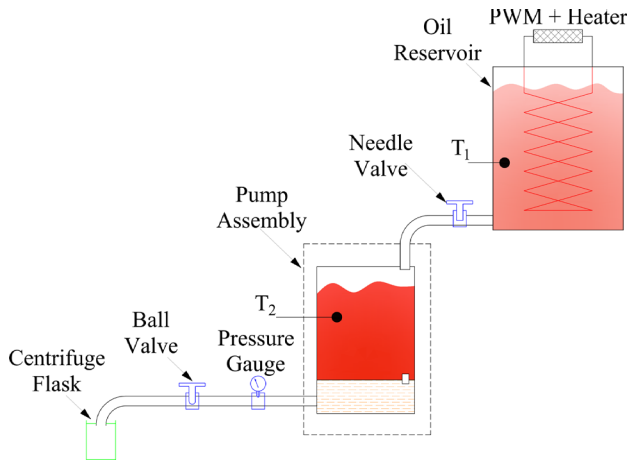 PWM + Heater
Oil
Reservoir
T1
Needle
Valve
Pump
Assembly
T2
Ball
Valve
Pressure
Gauge
Centrifuge
Flask